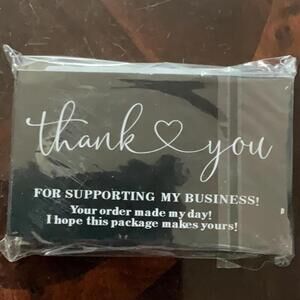 thank you
FOR SUPPORTING MY BUSINESS!
Your order made my day!
I hope this package makes yours!